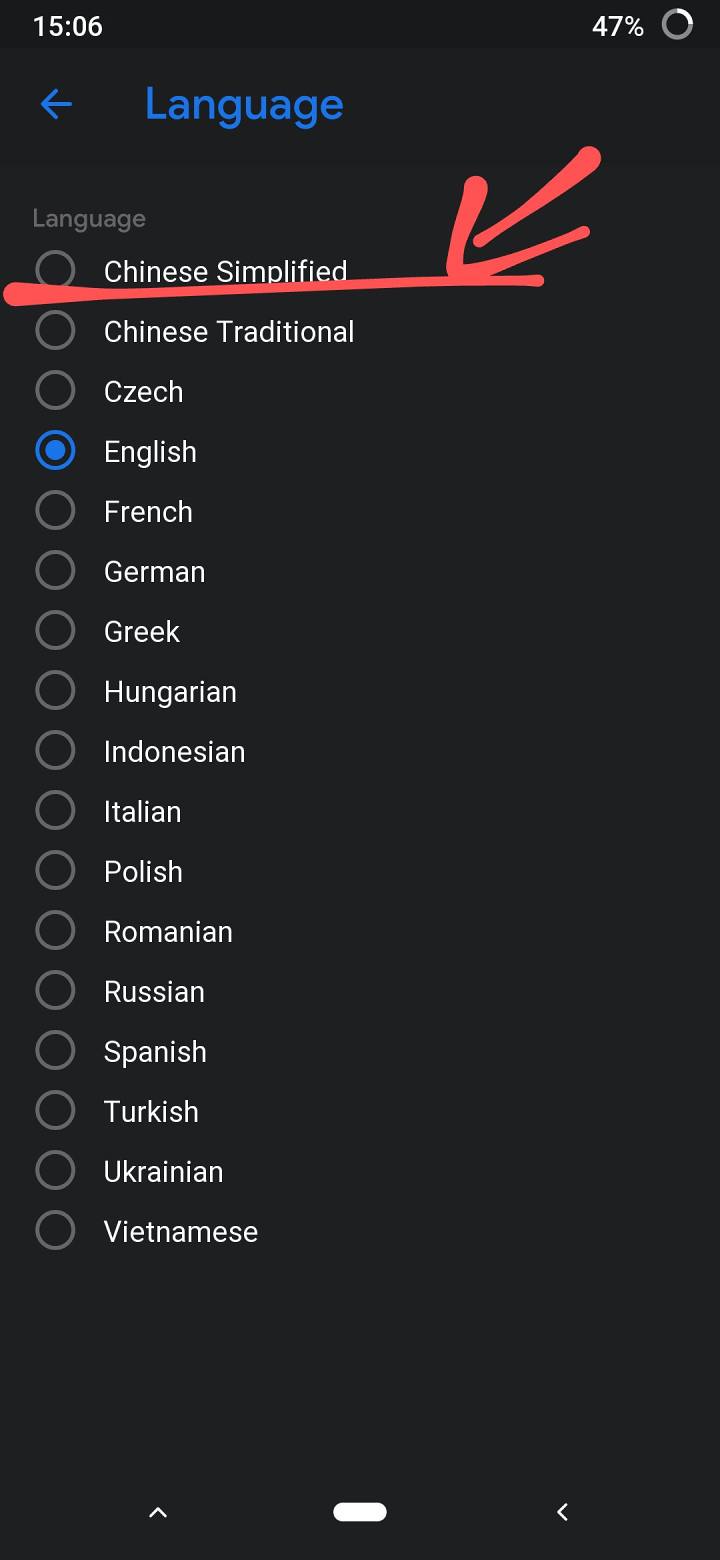 15:06
47%
Language
Language
Chinese Simplified
Chinese Traditional
Czech
English
French
German
Greek
Hungarian
Indonesian
Italian
Polish
Romanian
Russian
Spanish
Turkish
Ukrainian
Vietnamese